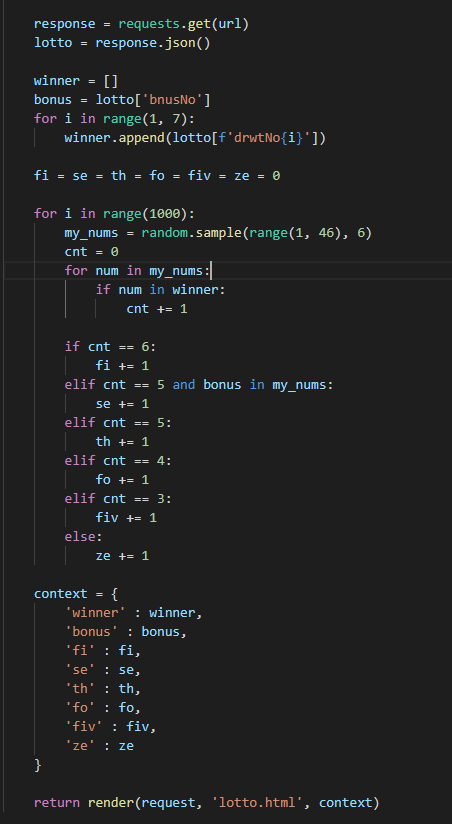 response = requests.get(url)
lotto = response.json()
winner = []
bonus = lotto['bnusNo']
for i in range(1, 7):
    winner.append(lotto[f'drwtNo{i}'])
fi = se = th = fo = fiv = ze = 0
for i in range(1000):
    my_nums = random.sample(range(1, 46), 6)
    cnt = 0
    for num in my_nums:
        if num in winner:
            cnt += 1
    if cnt == 6:
        fi += 1
    elif cnt == 5 and bonus in my_nums:
        se += 1
    elif cnt == 5:
        th += 1
    elif cnt == 4:
        fo += 1
    elif cnt == 3:
        fiv += 1
    else:
        ze += 1
context = {
    'winner' : winner,
    'bonus' : bonus,
    'fi' : fi,
    'se' : se,
    'th' : th,
    'fo' : fo,
    'fiv' : fiv,
    'ze' : ze
}
return render(request, 'lotto.html', context)